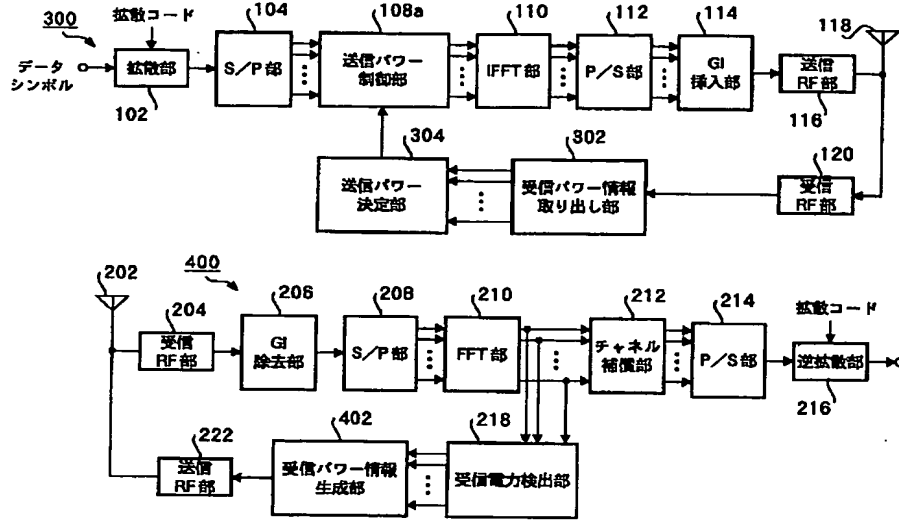 300
拡散コード
データ
シンボル
拡散部
102
104
S/P部
108a
送信パワー
制御部
110
IFFT部
112
P/S部
114
GI
挿入部
送信
RF部
116
118
304
送信パワー
決定部
302
受信パワー情報
取り出し部
120
受信
RF部
400
202
204
受信
RF部
206
GI
除去部
208
S/P部
210
FFT部
212
チャネル
補償部
214
P/S部
拡散コード
逆拡散部
216
222
送信
RF部
402
受信パワー情報
生成部
218
受信電力検出部